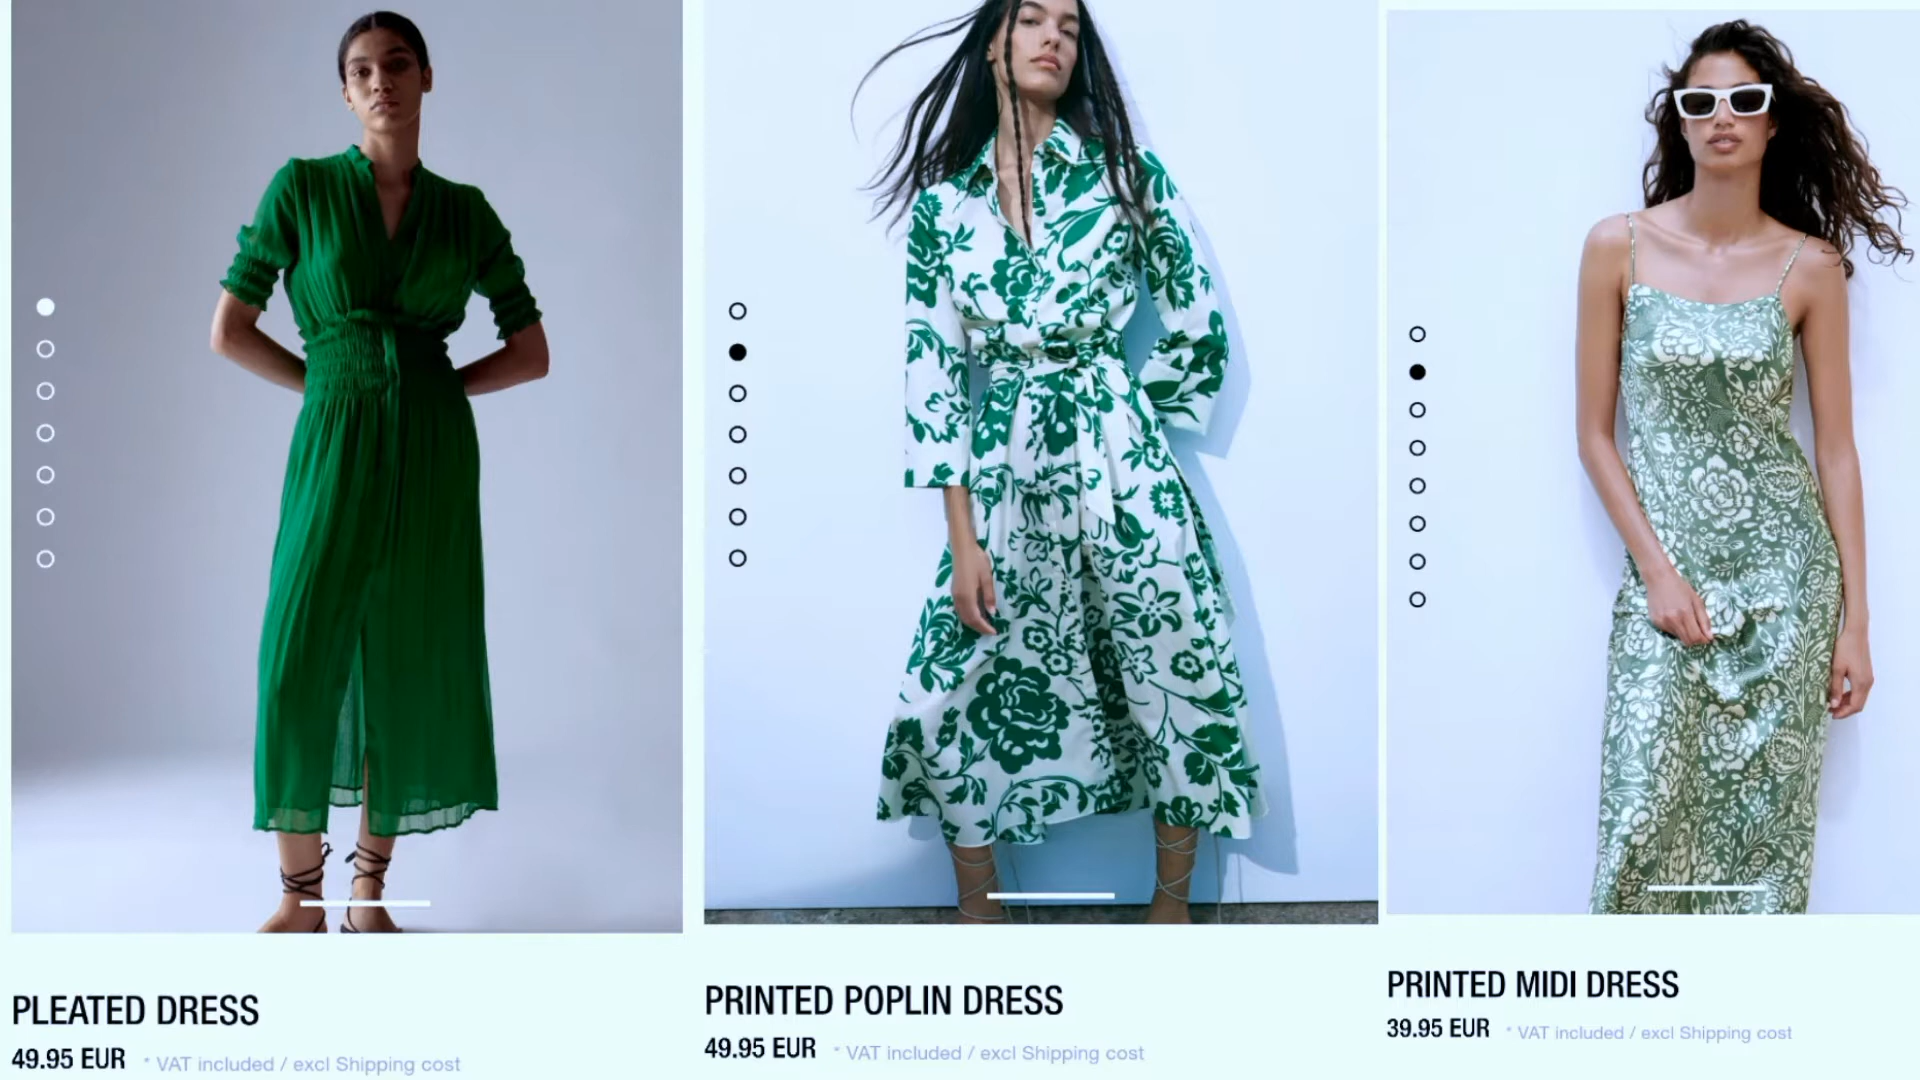 PLEATED DRESS
49.95 EUR * VAT included / excl Shipping cost
PRINTED POPLIN DRESS
49.95 EUR * VAT included / excl Shipping cost
PRINTED MIDI DRESS
39.95 EUR * VAT included / excl Shipping cost